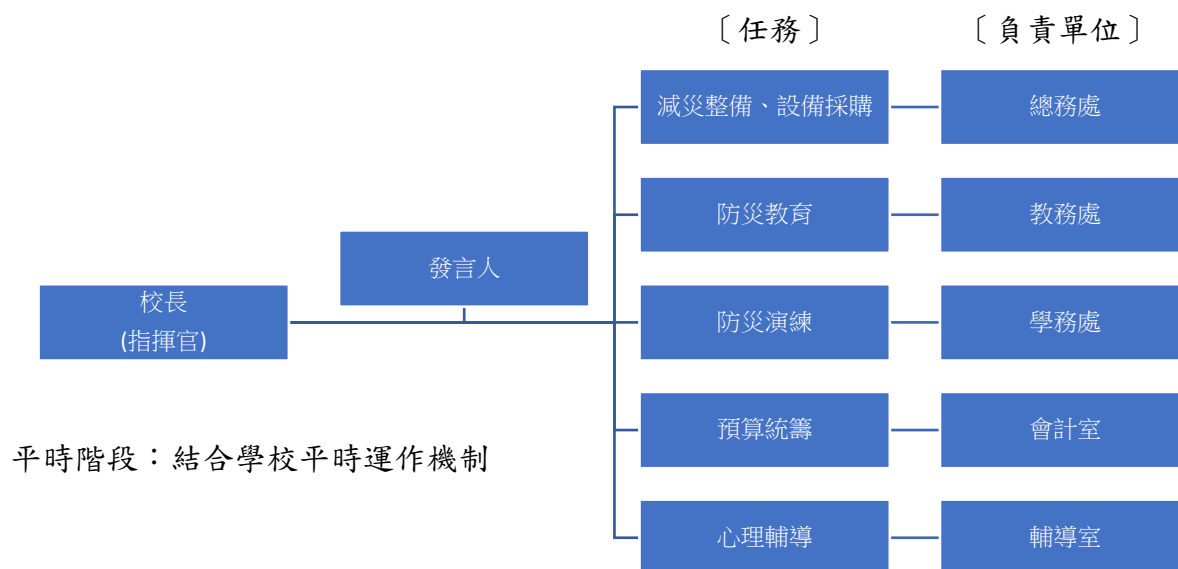 〔任務〕 〔負責單位〕
減災整備、設備採購 總務處
防災教育 教務處
發言人
校長
(指揮官)
防災演練 學務處
預算統籌 會計室
平時階段：結合學校平時運作機制
心理輔導 輔導室